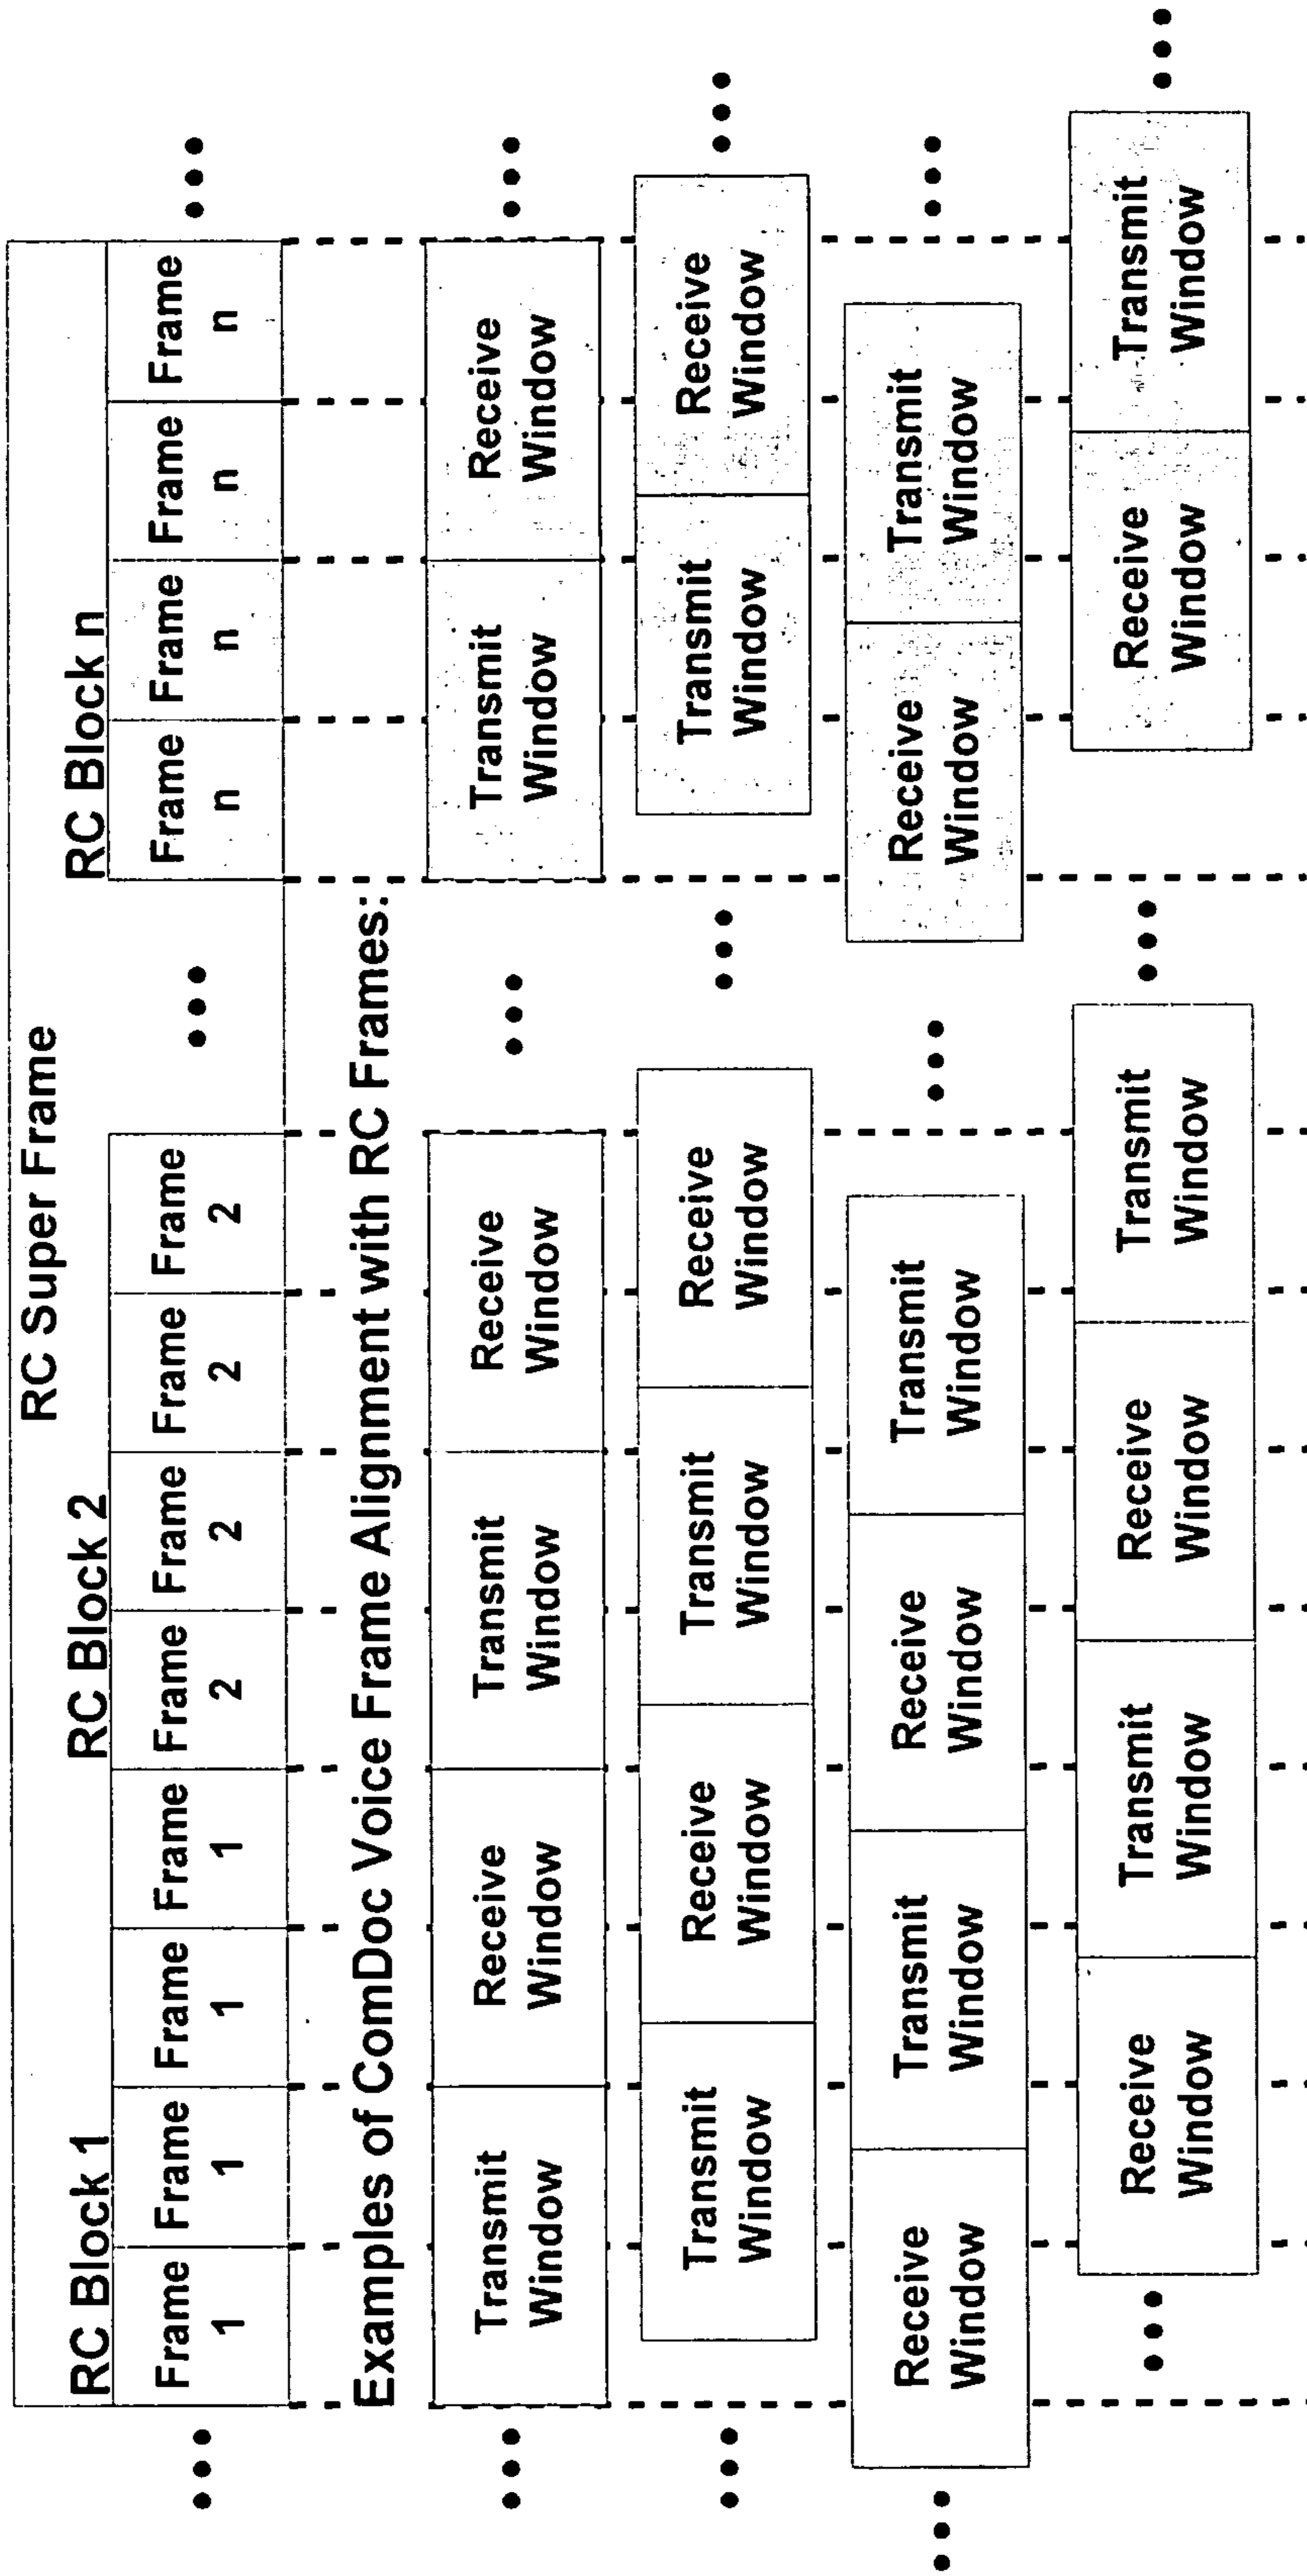 RC Super Frame
RC Block 1 RC Block 2 RC Block n
••• Frame Frame Frame Frame Frame Frame Frame Frame ••• Frame Frame Frame Frame •••
1 1 1 1 2 2 2 2 n n n n
Examples of ComDoc Voice Frame Alignment with RC Frames:
••• Transmit Receive Transmit Receive ••• Transmit Receive •••
Window Window Window Window Window Window
••• Transmit Receive Transmit Receive ••• Transmit Receive •••
Window Window Window Window Window Window
••• Receive Transmit Receive Transmit ••• Receive Transmit •••
Window Window Window Window Window Window
••• Receive Transmit Receive Transmit ••• Receive Transmit •••
Window Window Window Window Window Window